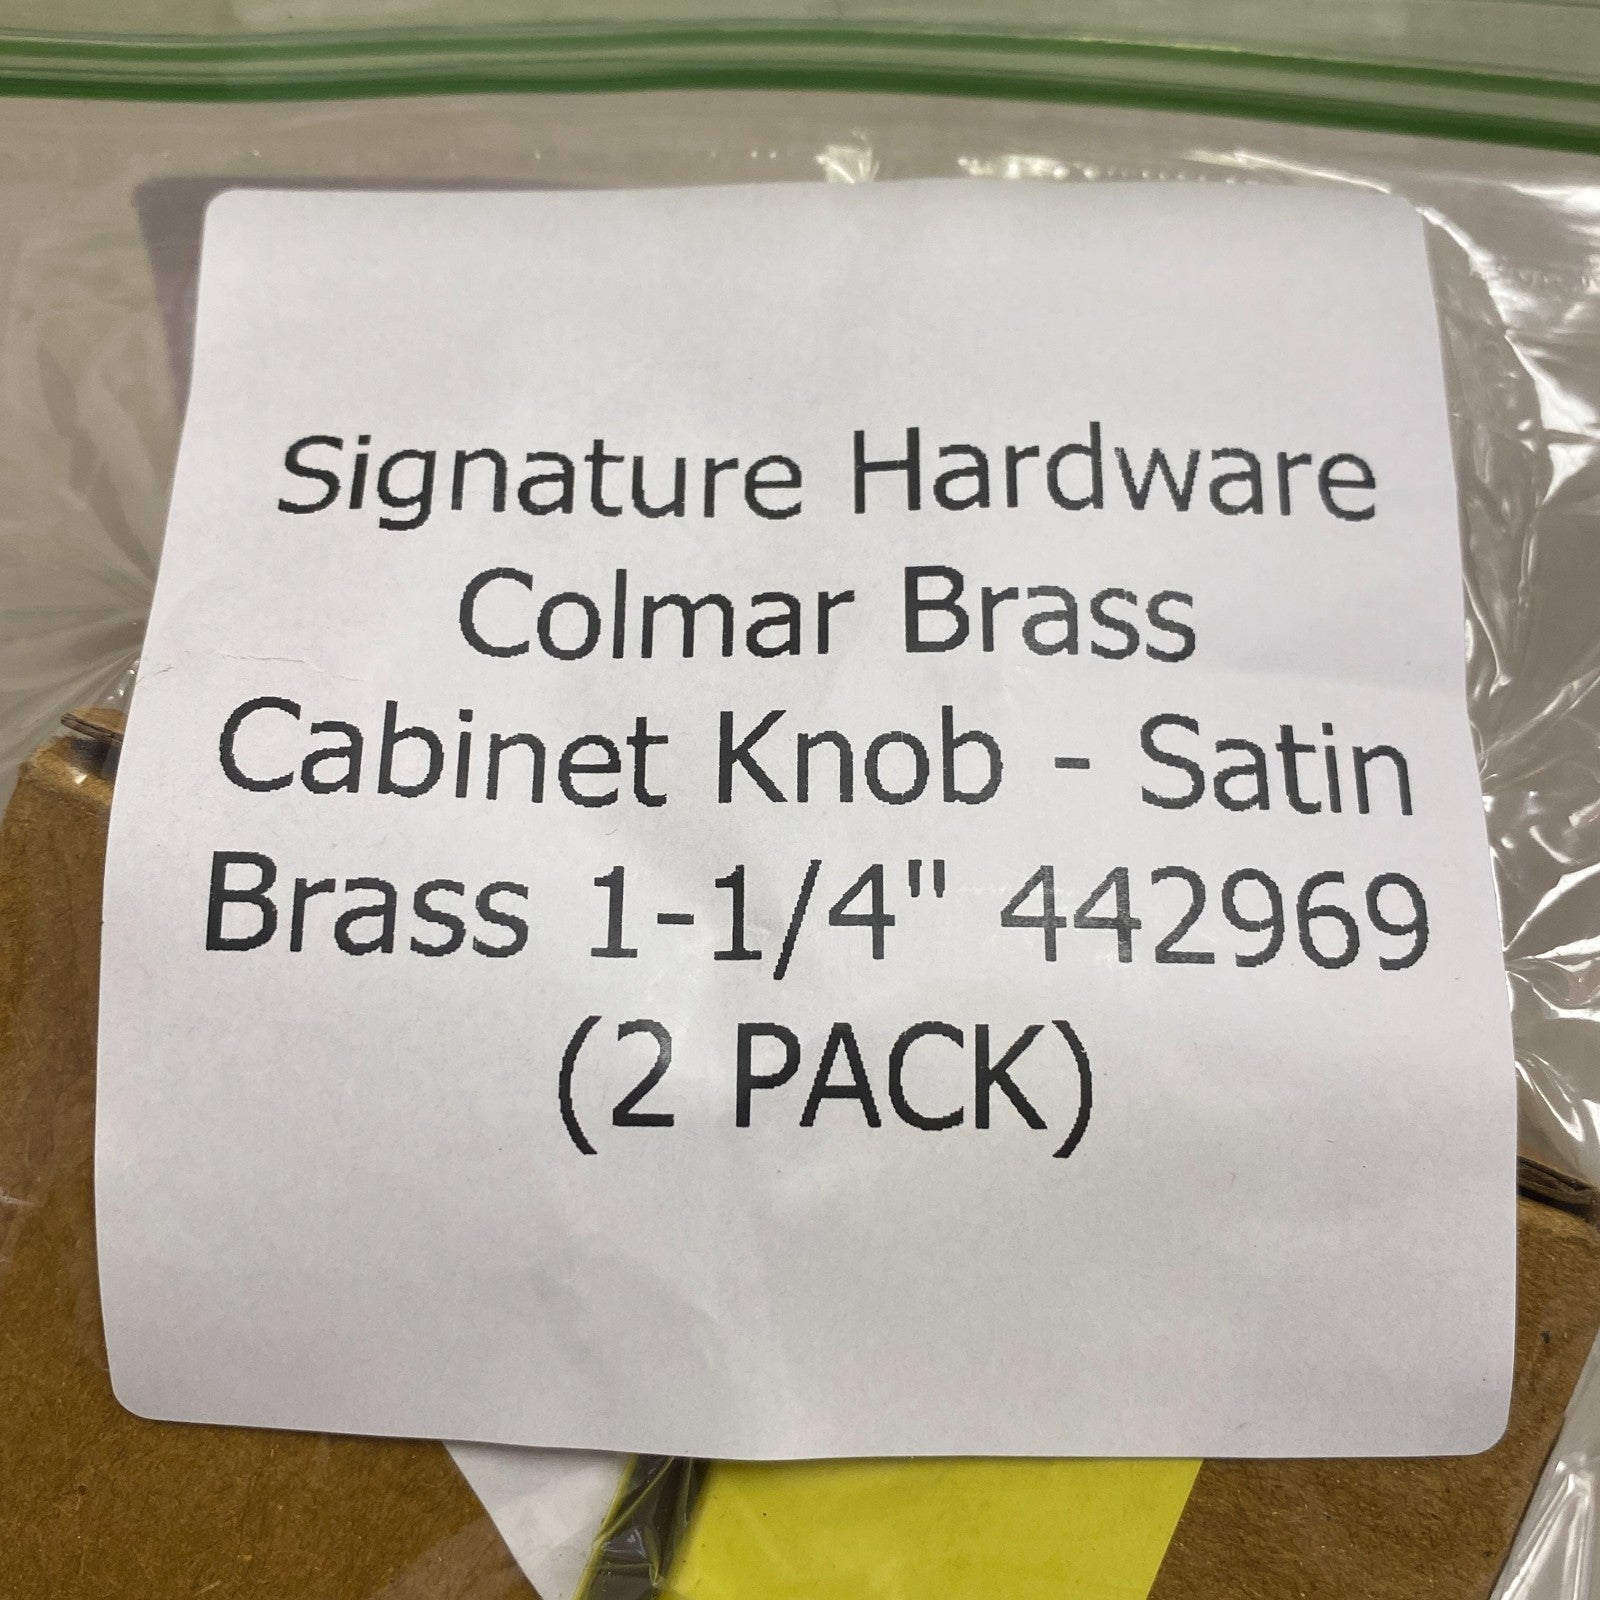 Signature Hardware
Colmar Brass
Cabinet Knob - Satin
Brass 1-1/4" 442969
(2 PACK)